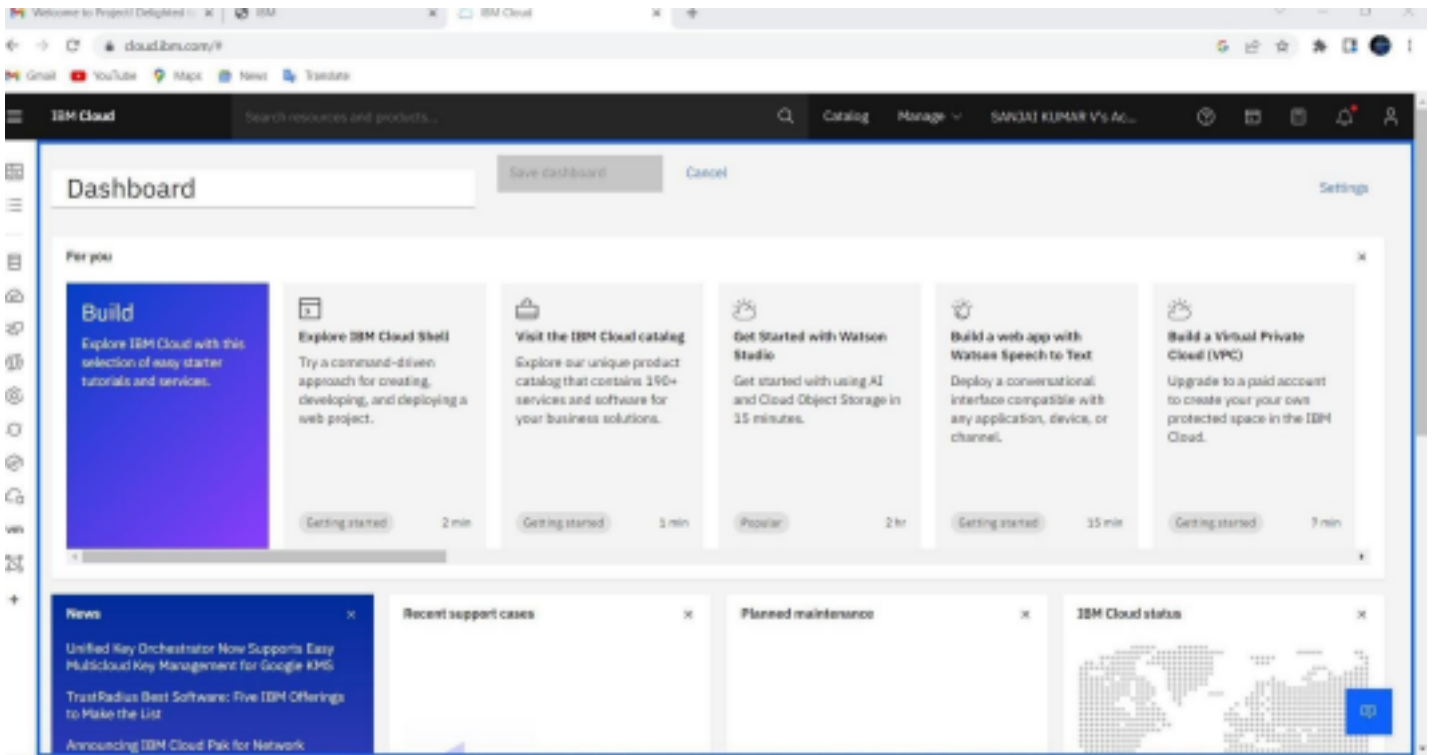 Welcome to Project! Delighted t
IBM
IBM Cloud
cloud.ibm.com/#
Gmail
YouTube
Maps
News
Translate
IBM Cloud
Search resources and products...
Catalog
Manage
SANJAI KUMAR V's Ac...
Dashboard
Save dashboard
Cancel
Settings
For you
Build
Explore IBM Cloud with this
selection of easy starter
tutorials and services.
Explore IBM Cloud Shell
Try a command-driven
approach for creating,
developing, and deploying a
web project.
Getting started
2 min
Visit the IBM Cloud catalog
Explore our unique product
catalog that contains 190+
services and software for
your business solutions.
Getting started
1 min
Get Started with Watson
Studio
Get started with using AI
and Cloud Object Storage in
15 minutes.
Popular
2 hr
Build a web app with
Watson Speech to Text
Deploy a conversational
interface compatible with
any application, device, or
channel.
Getting started
15 min
Build a Virtual Private
Cloud (VPC)
Upgrade to a paid account
to create your your own
protected space in the IBM
Cloud.
Getting started
7 min
News
Unified Key Orchestrator Now Supports Easy
Multicloud Key Management for Google KMS
TrustRadius Best Software: Five IBM Offerings
to Make the List
Announcing IBM Cloud Pak for Network
Recent support cases
Planned maintenance
IBM Cloud status